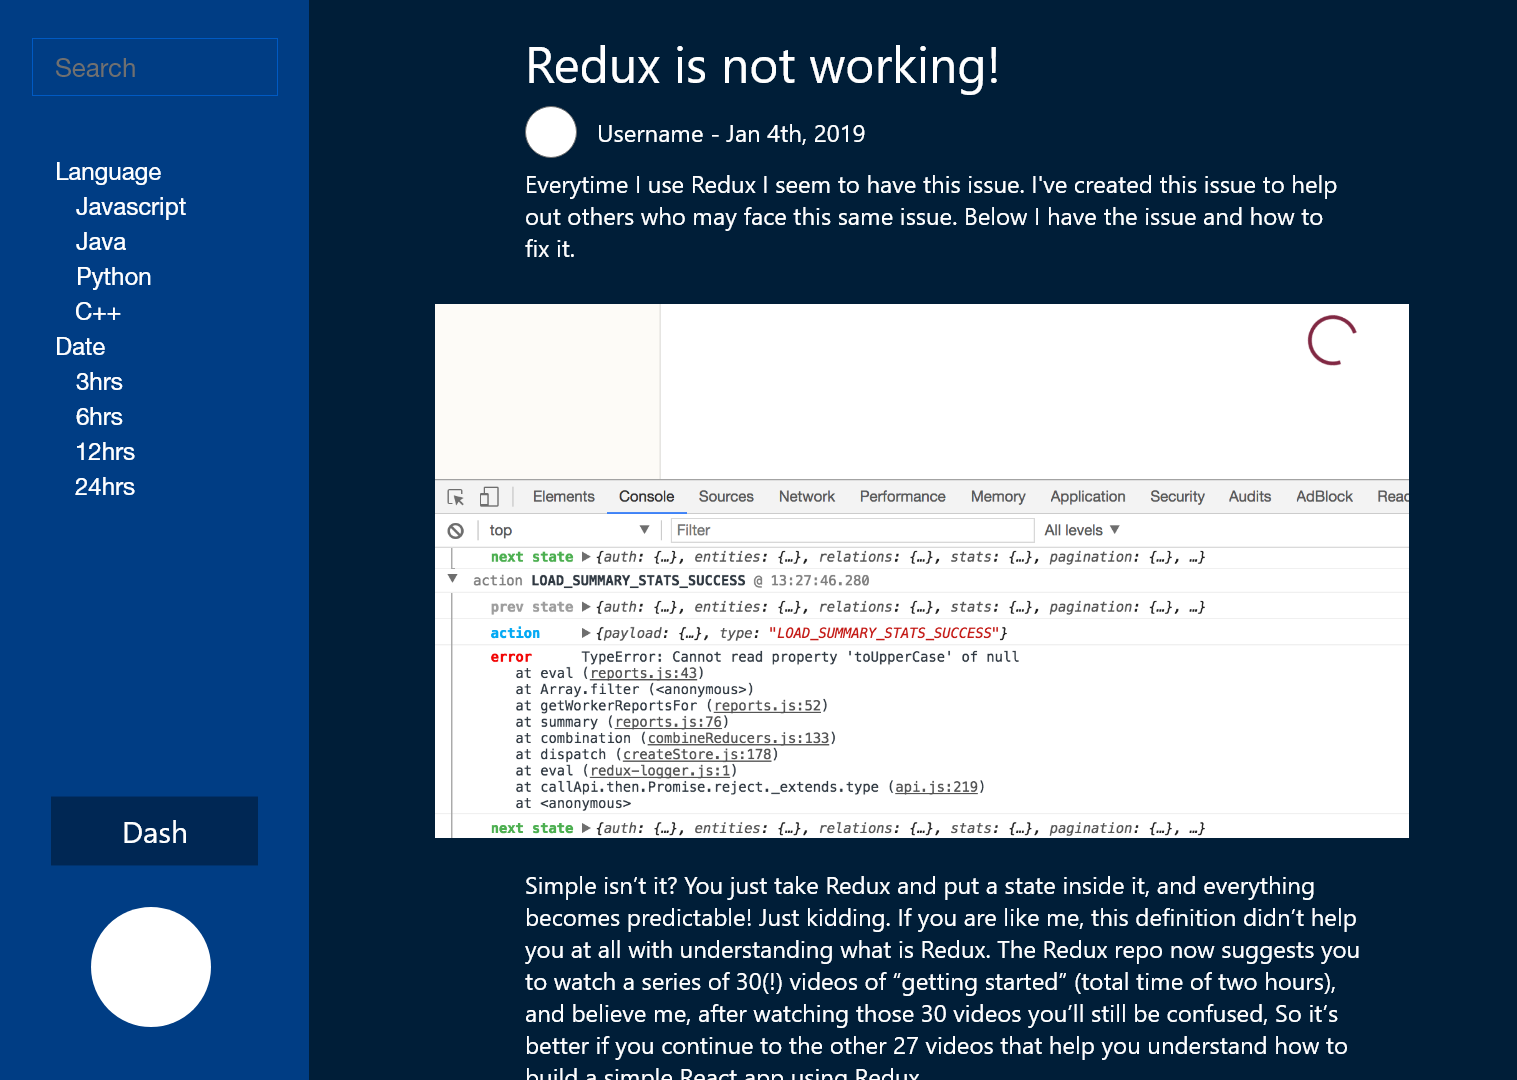 Search
Language
Javascript
Java
Python
C++
Date
3hrs
6hrs
12hrs
24hrs
Dash
Redux is not working!
Username - Jan 4th, 2019
Everytime I use Redux I seem to have this issue. I've created this issue to help
out others who may face this same issue. Below I have the issue and how to
fix it.
Elements Console Sources Network Performance Memory Application Security Audits AdBlock Reac
top ▼ Filter All levels ▼
next state ▶ {auth: {…}, entities: {…}, relations: {…}, stats: {…}, pagination: {…}, …}
▼ action LOAD_SUMMARY_STATS_SUCCESS @ 13:27:46.280
prev state ▶ {auth: {…}, entities: {…}, relations: {…}, stats: {…}, pagination: {…}, …}
action ▶ {payload: {…}, type: "LOAD_SUMMARY_STATS_SUCCESS"}
error TypeError: Cannot read property 'toUpperCase' of null
at eval (reports.js:43)
at Array.filter (<anonymous>)
at getWorkerReportsFor (reports.js:52)
at summary (reports.js:76)
at combination (combineReducers.js:133)
at dispatch (createStore.js:178)
at eval (redux-logger.js:1)
at callApi.then.Promise.reject._extends.type (api.js:219)
at <anonymous>
next state ▶ {auth: {…}, entities: {…}, relations: {…}, stats: {…}, pagination: {…}, …}
Simple isn’t it? You just take Redux and put a state inside it, and everything
becomes predictable! Just kidding. If you are like me, this definition didn’t help
you at all with understanding what is Redux. The Redux repo now suggests you
to watch a series of 30(!) videos of “getting started” (total time of two hours),
and believe me, after watching those 30 videos you’ll still be confused, So it’s
better if you continue to the other 27 videos that help you understand how to
build a simple React app using Redux